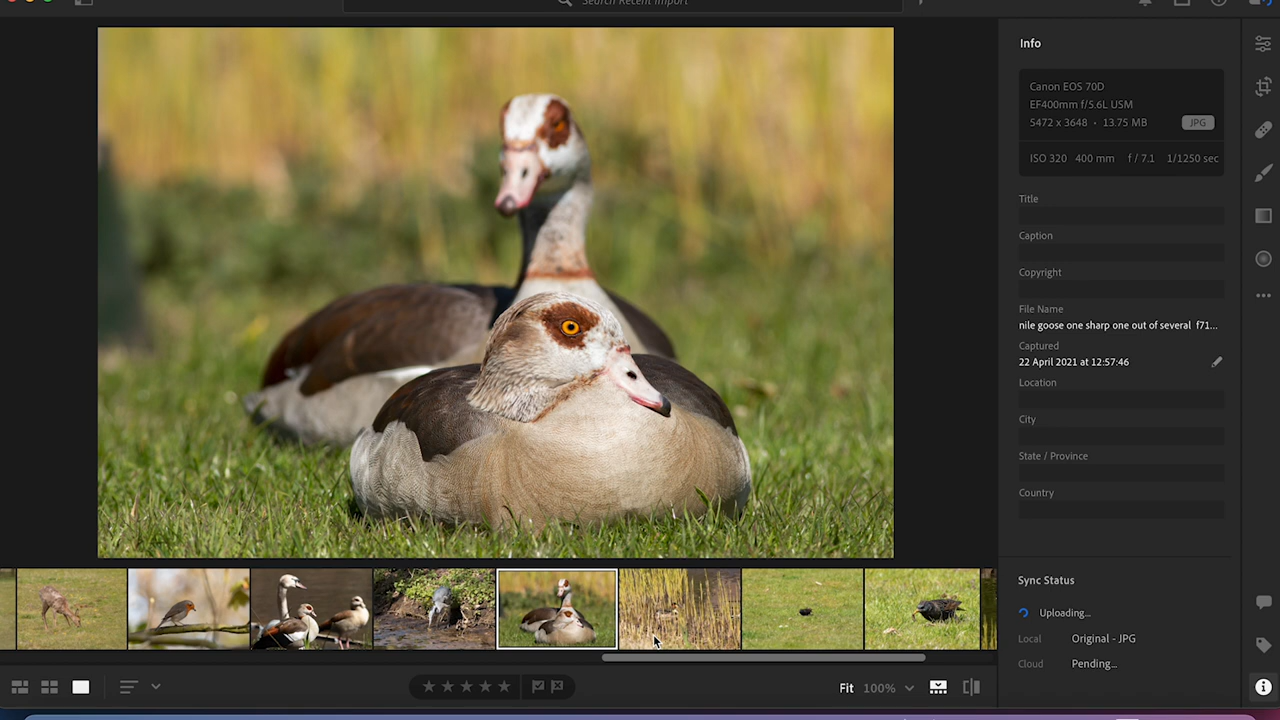 Search Recent Import
Info
Canon EOS 70D
EF400mm f/5.6L USM
5472 x 3648 • 13.75 MB
JPG
ISO 320 400 mm f / 7.1 1/1250 sec
Title
Caption
Copyright
File Name
nile goose one sharp one out of several f71...
Captured
22 April 2021 at 12:57:46
Location
City
State / Province
Country
Sync Status
Uploading...
Local Original - JPG
Cloud Pending...
Fit 100%